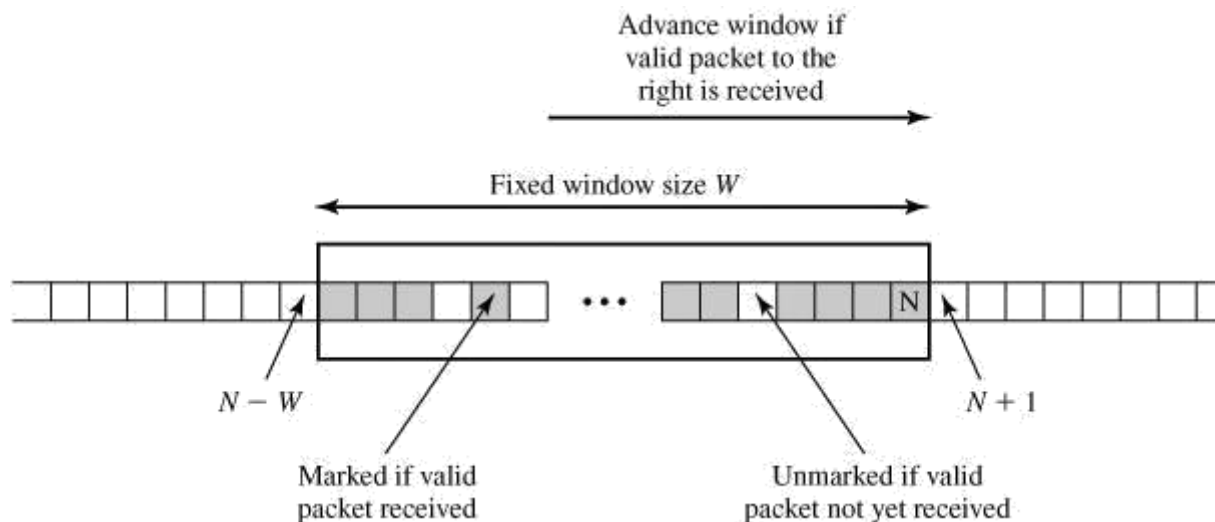 Advance window if
valid packet to the
right is received
Fixed window size W
•••
N
N − W
N + 1
Marked if valid
packet received
Unmarked if valid
packet not yet received